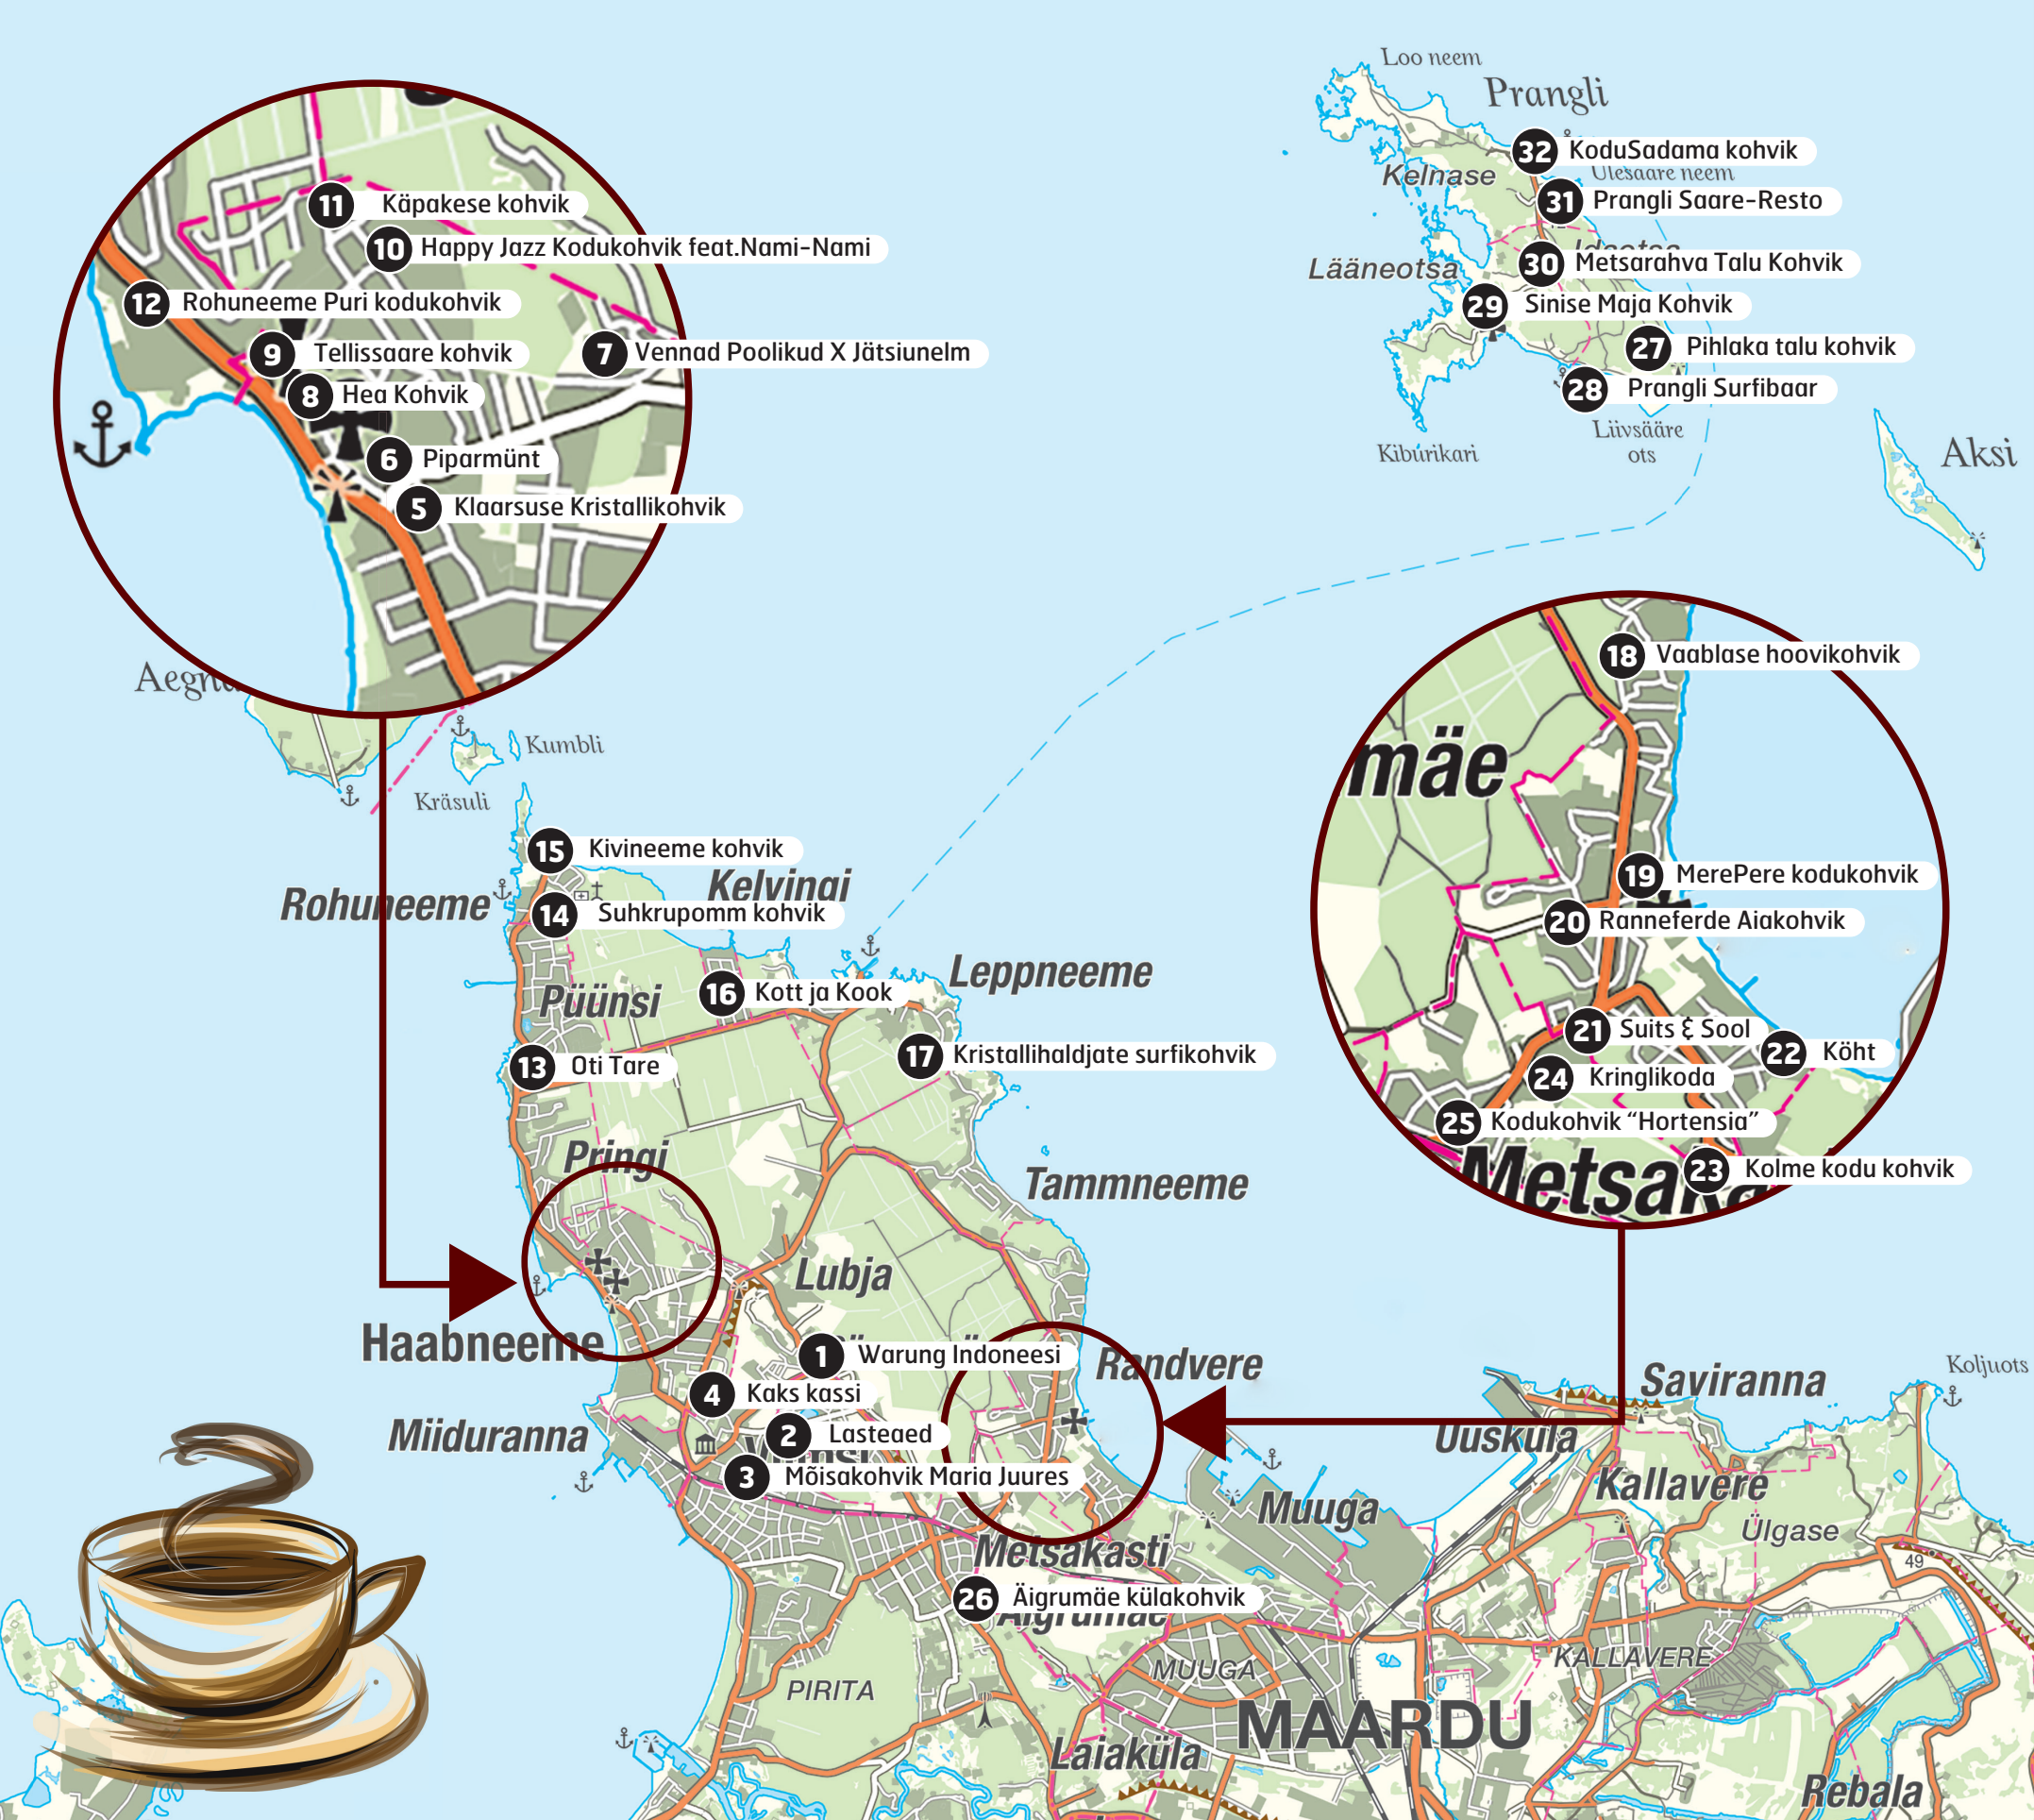 Loo neem
Prangli
32 KoduSadama kohvik
Kelnase
Ülesaare neem
31 Prangli Saare-Resto
Idaotsa
Lääneotsa
30 Metsarahva Talu Kohvik
29 Sinise Maja Kohvik
27 Pihlaka talu kohvik
28 Prangli Surfibaar
Liivsääre
ots
Kiburikari
Aksi
11 Käpakese kohvik
10 Happy Jazz Kodukohvik feat.Nami-Nami
12 Rohuneeme Puri kodukohvik
9 Tellissaare kohvik
7 Vennad Poolikud X Jätsiunelm
8 Hea Kohvik
6 Piparmünt
5 Klaarsuse Kristallikohvik
Aegna
Kumbli
Kräsuli
18 Vaablase hoovikohvik
mäe
19 MerePere kodukohvik
20 Ranneferde Aiakohvik
21 Suits & Sool
22 Köht
24 Kringlikoda
25 Kodukohvik “Hortensia”
23 Kolme kodu kohvik
Metsaka
15 Kivineeme kohvik
Rohuneeme
Kelvingi
14 Suhkrupomm kohvik
Leppneeme
Püünsi
16 Kott ja Kook
13 Oti Tare
17 Kristallihaldjate surfikohvik
Pringi
Tammneeme
Lubja
Haabneeme
1 Warung Indoneesi
Randvere
4 Kaks kassi
Miiduranna
2 Lasteaed
Viimsi
3 Mõisakohvik Maria Juures
Saviranna
Koljuots
Uusküla
Kallavere
Muuga
Ülgase
Metsakasti
49
26 Äigrumäe külakohvik
Äigrumäe
MUUGA
KALLAVERE
PIRITA
MAARDU
Laiaküla
Rebala